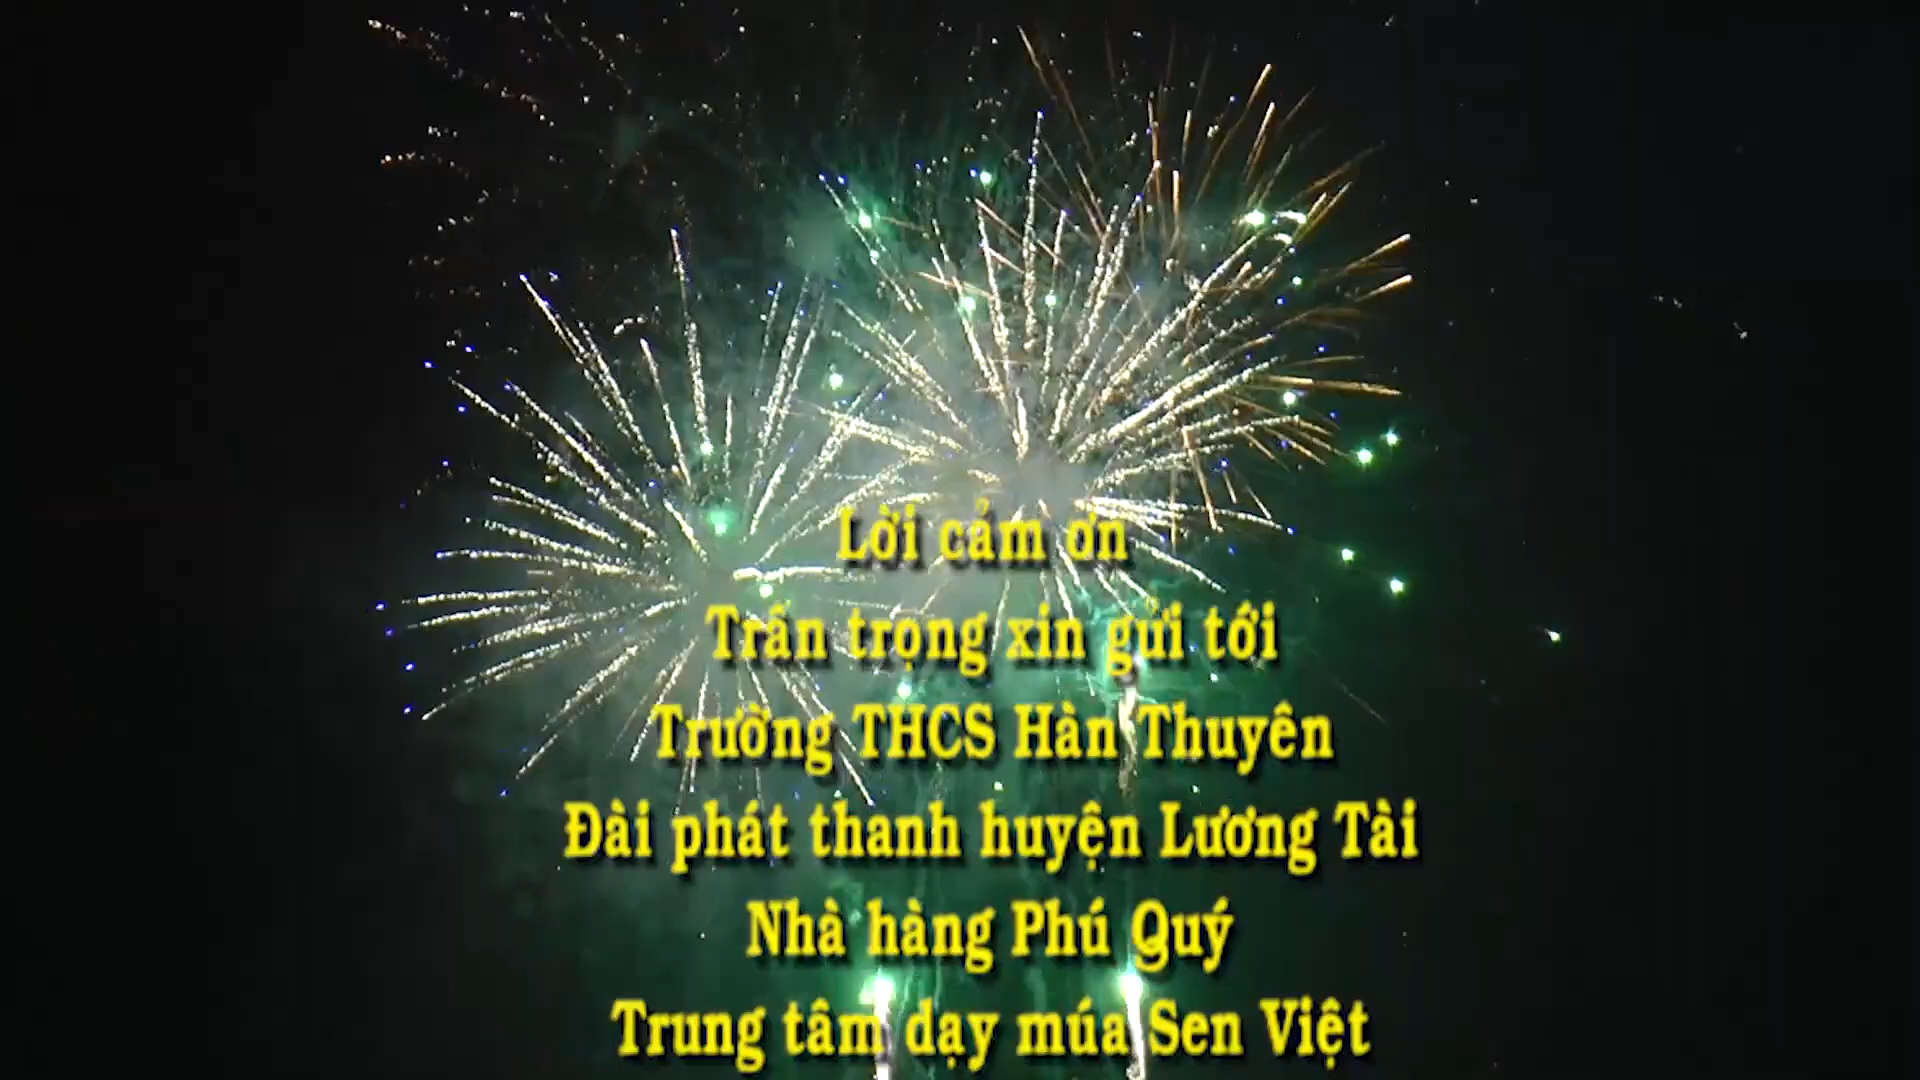 Lời cảm ơn
Trân trọng xin gửi tới
Trường THCS Hàn Thuyên
Đài phát thanh huyện Lương Tài
Nhà hàng Phú Quý
Trung tâm dạy múa Sen Việt